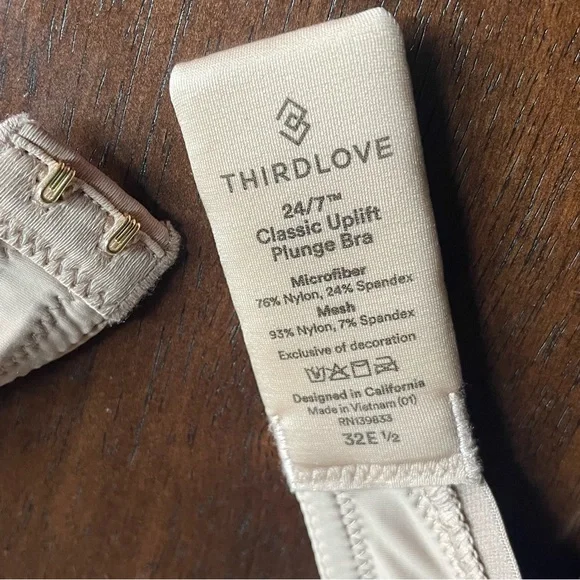 THIRDLOVE
24/7™
Classic Uplift
Plunge Bra
Microfiber
76% Nylon, 24% Spandex
Mesh
93% Nylon, 7% Spandex
Exclusive of decoration
Designed in California
Made in Vietnam (01)
RN139833
32E ½